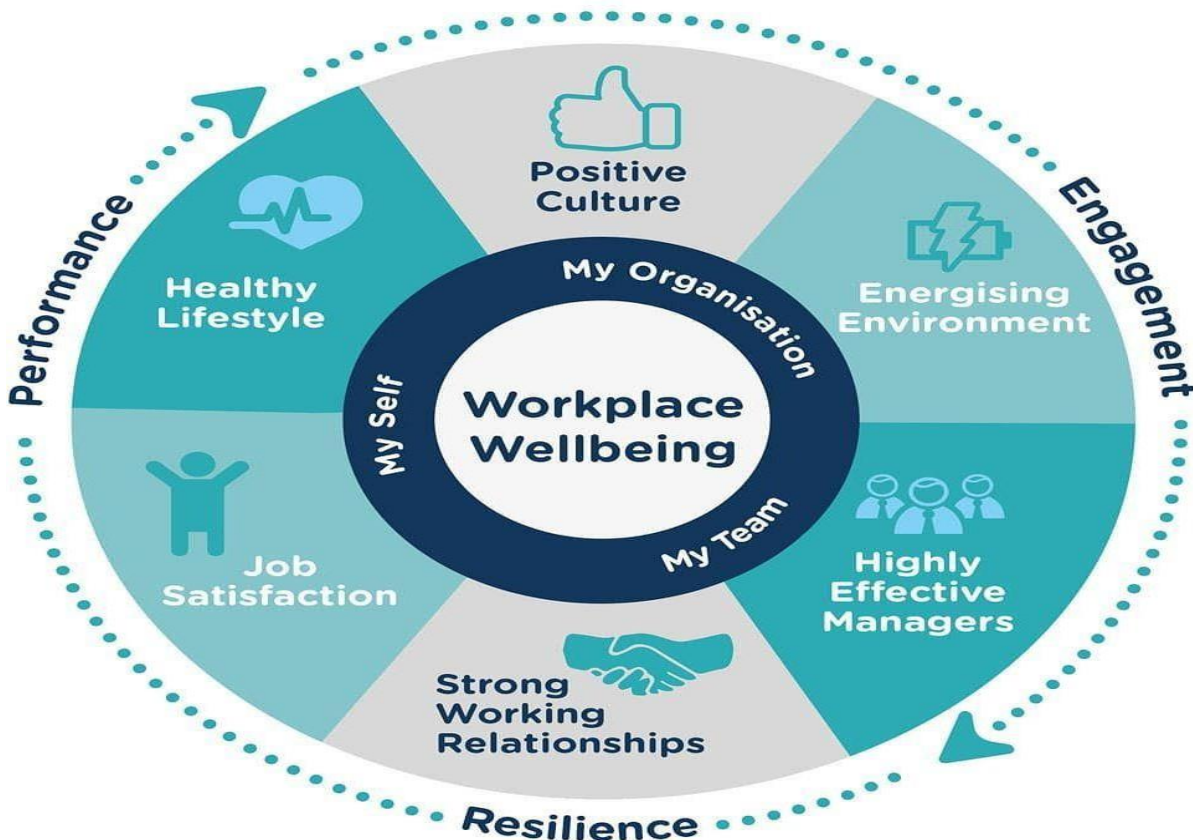 Positive
Culture
Engagement
Energising
Environment
Performance
Healthy
Lifestyle
My Organisation
My Self
Workplace
Wellbeing
My Team
Job
Satisfaction
Highly
Effective
Managers
Strong
Working
Relationships
Resilience